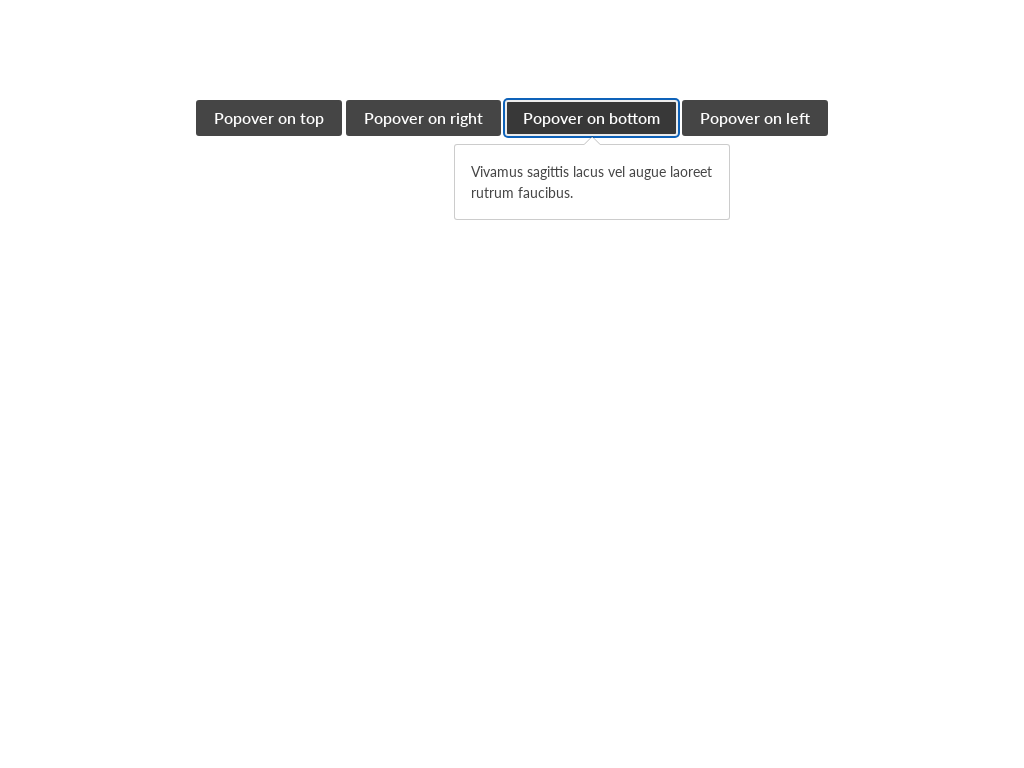 Popover on top
Popover on right
Popover on bottom
Popover on left
Vivamus sagittis lacus vel augue laoreet
rutrum faucibus.